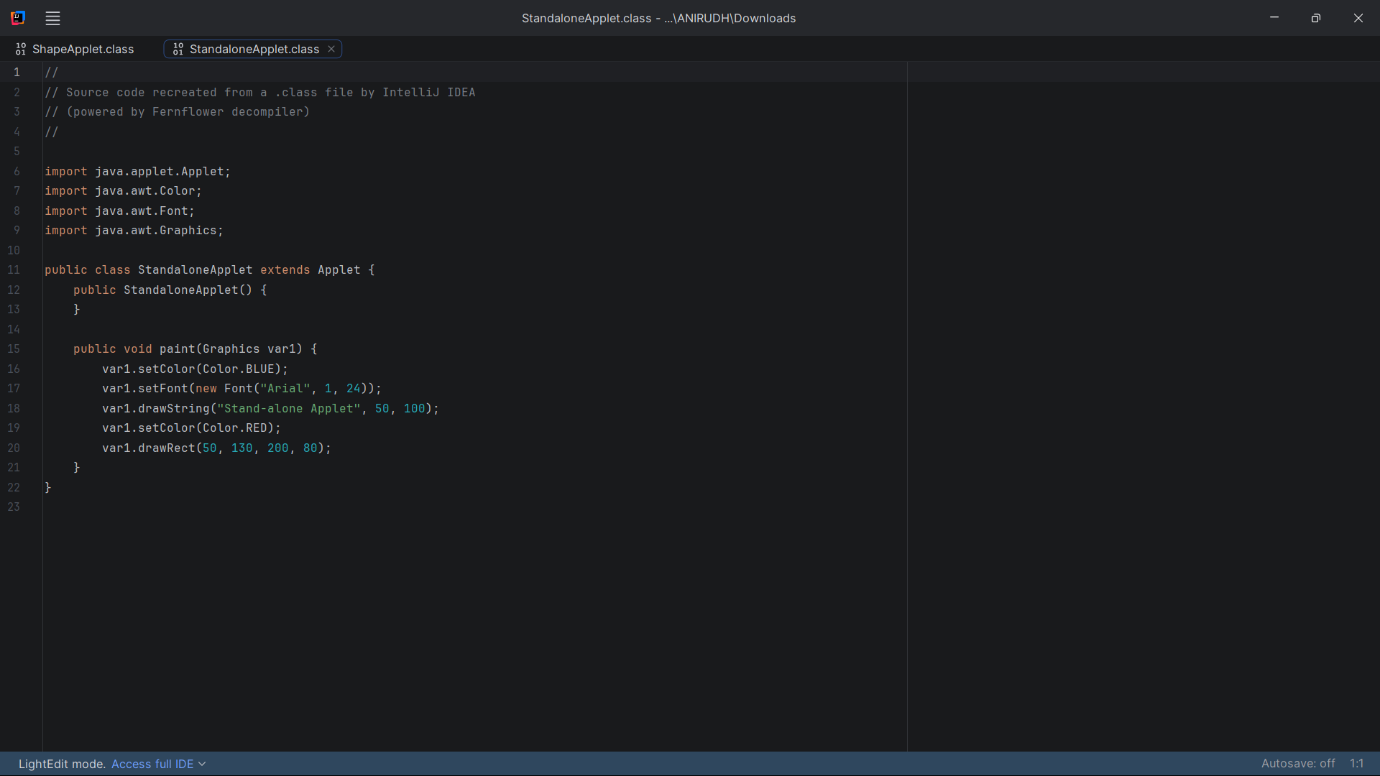 StandaloneApplet.class - ...\ANIRUDH\Downloads
ShapeApplet.class StandaloneApplet.class
1 //
2 // Source code recreated from a .class file by IntelliJ IDEA
3 // (powered by Fernflower decompiler)
4 //
5
6 import java.applet.Applet;
7 import java.awt.Color;
8 import java.awt.Font;
9 import java.awt.Graphics;
10
11 public class StandaloneApplet extends Applet {
12     public StandaloneApplet() {
13     }
14
15     public void paint(Graphics var1) {
16         var1.setColor(Color.BLUE);
17         var1.setFont(new Font("Arial", 1, 24));
18         var1.drawString("Stand-alone Applet", 50, 100);
19         var1.setColor(Color.RED);
20         var1.drawRect(50, 130, 200, 80);
21     }
22 }
23
LightEdit mode. Access full IDE Autosave: off 1:1